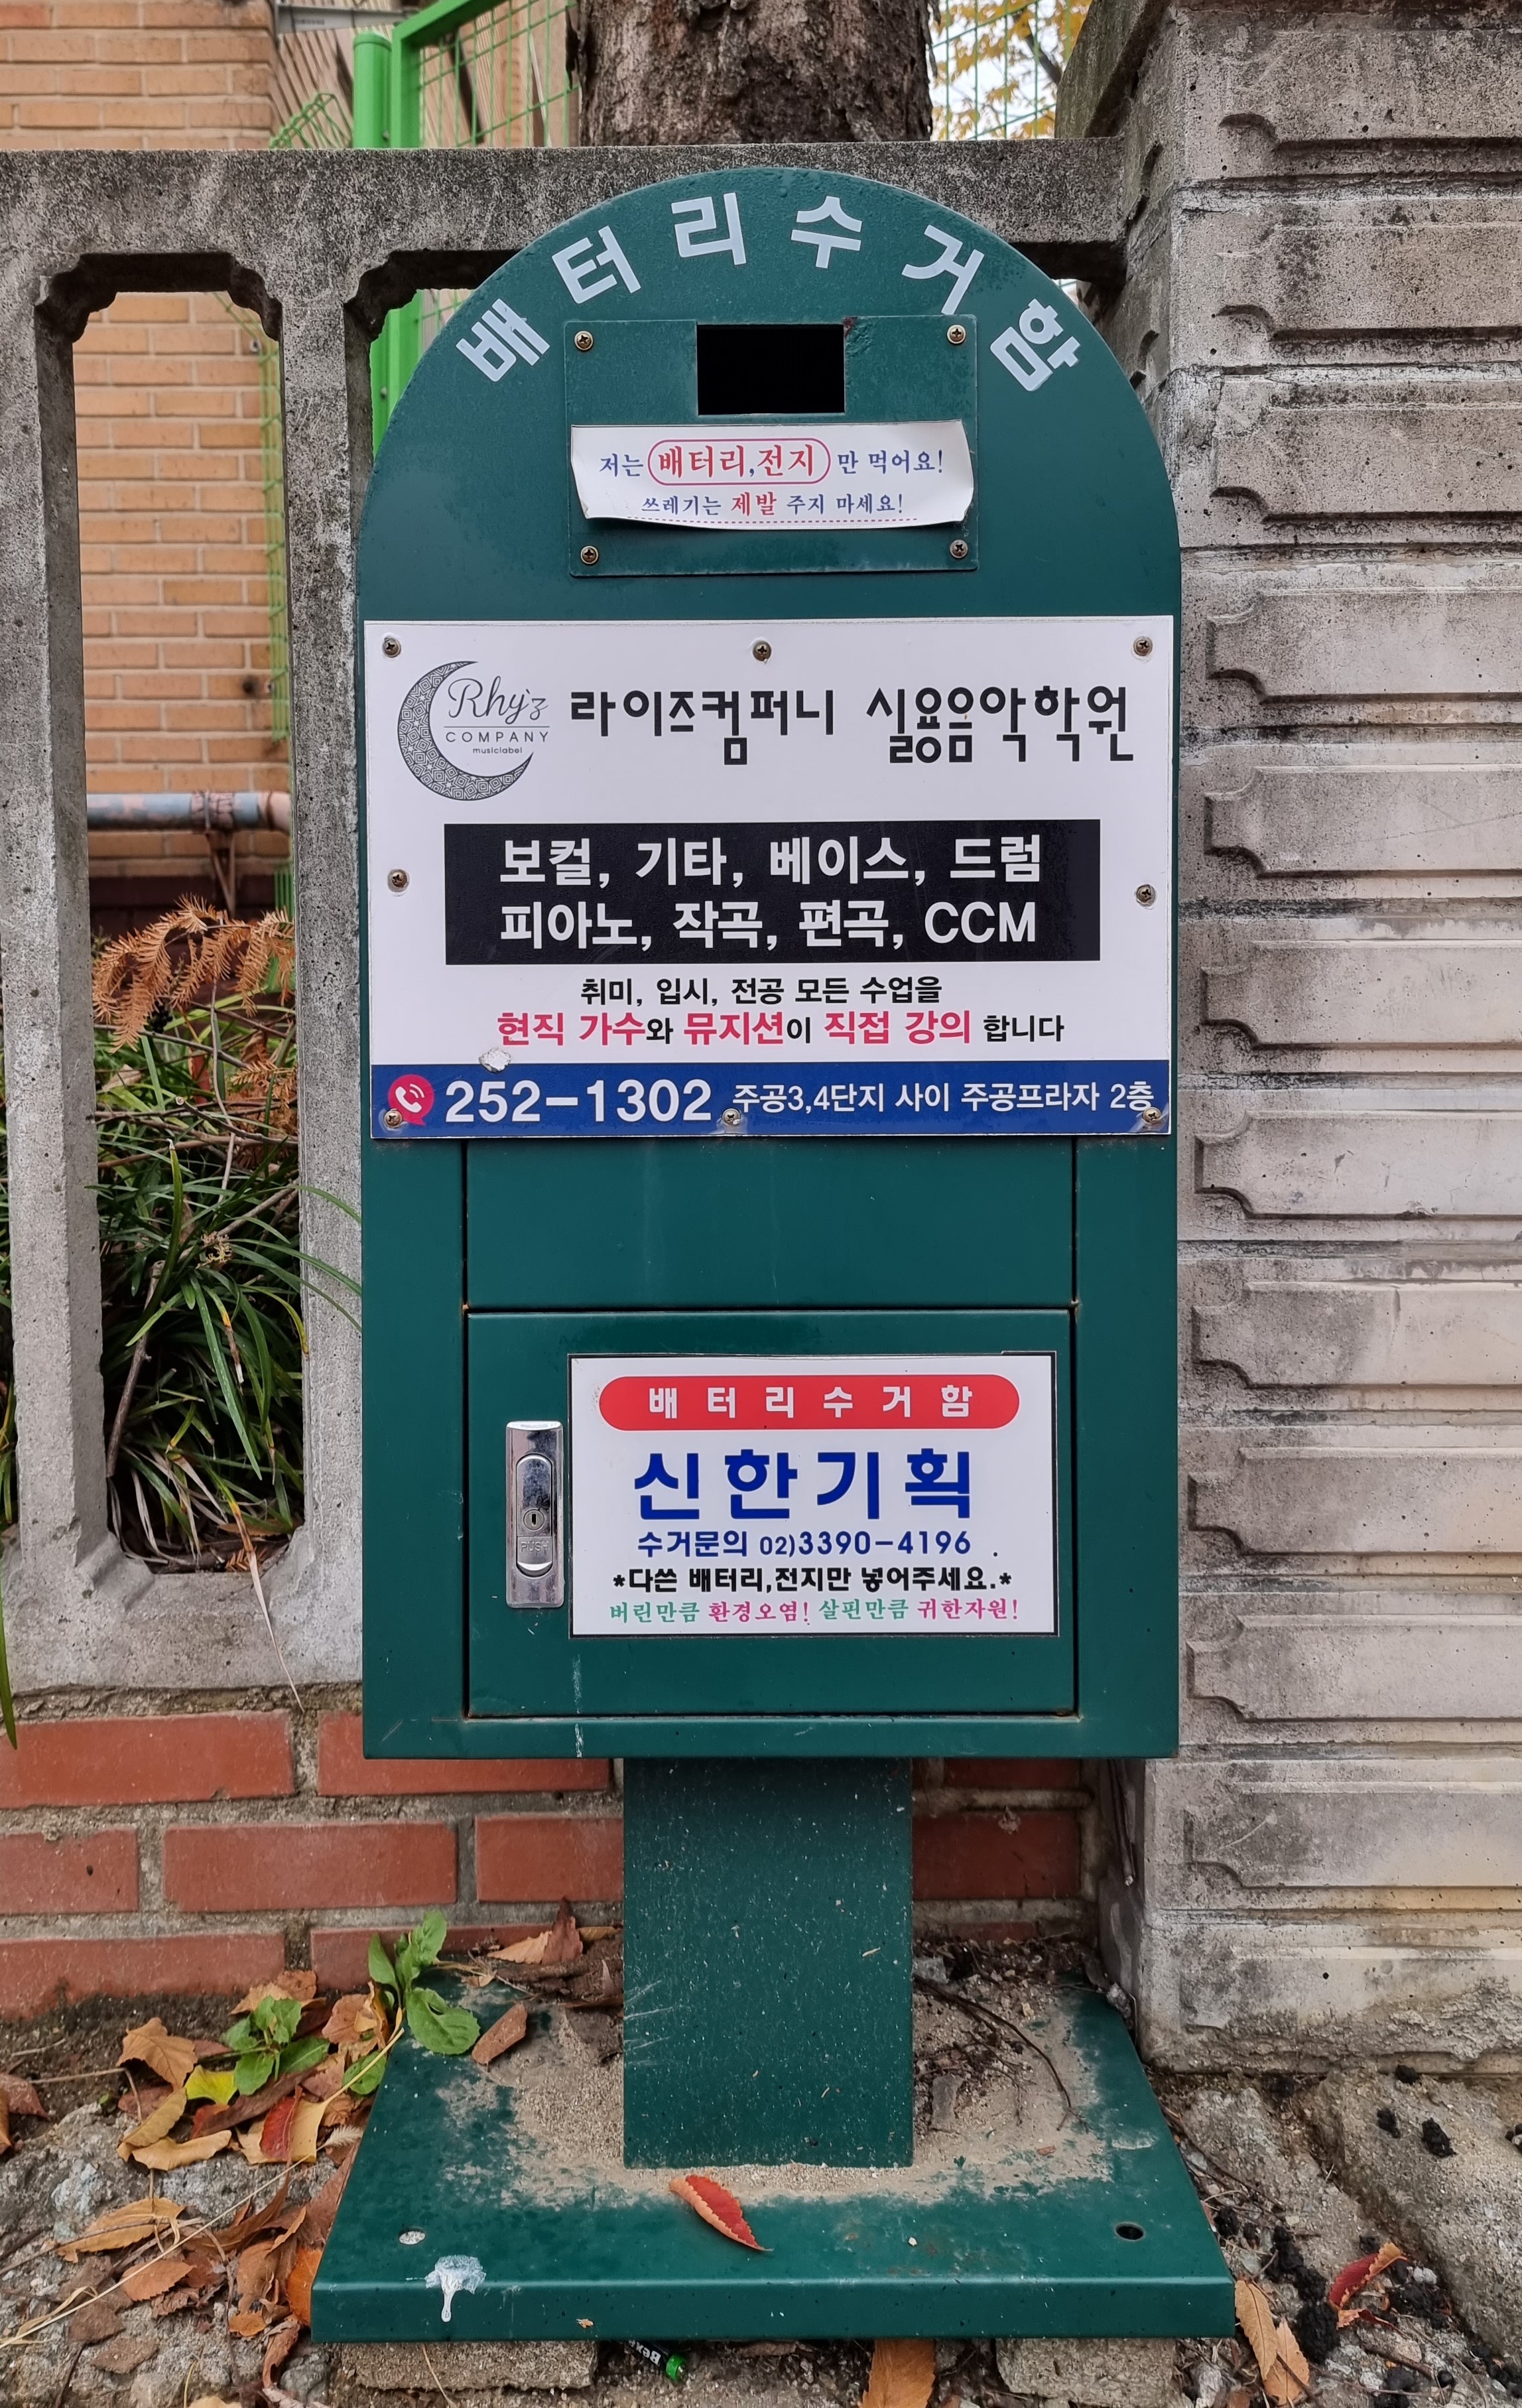 배터리수거함
저는 배터리,전지 만 먹어요!
쓰레기는 제발 주지 마세요!
Rhy'z
COMPANY
musiclabel
라이즈컴퍼니 실용음악학원
보컬, 기타, 베이스, 드럼
피아노, 작곡, 편곡, CCM
취미, 입시, 전공 모든 수업을
현직 가수와 뮤지션이 직접 강의 합니다
252-1302 주공3,4단지 사이 주공프라자 2층
배터리수거함
신한기획
수거문의 02)3390-4196
*다쓴 배터리,전지만 넣어주세요.*
버린만큼 환경오염! 살핀만큼 귀한자원!
PUSH